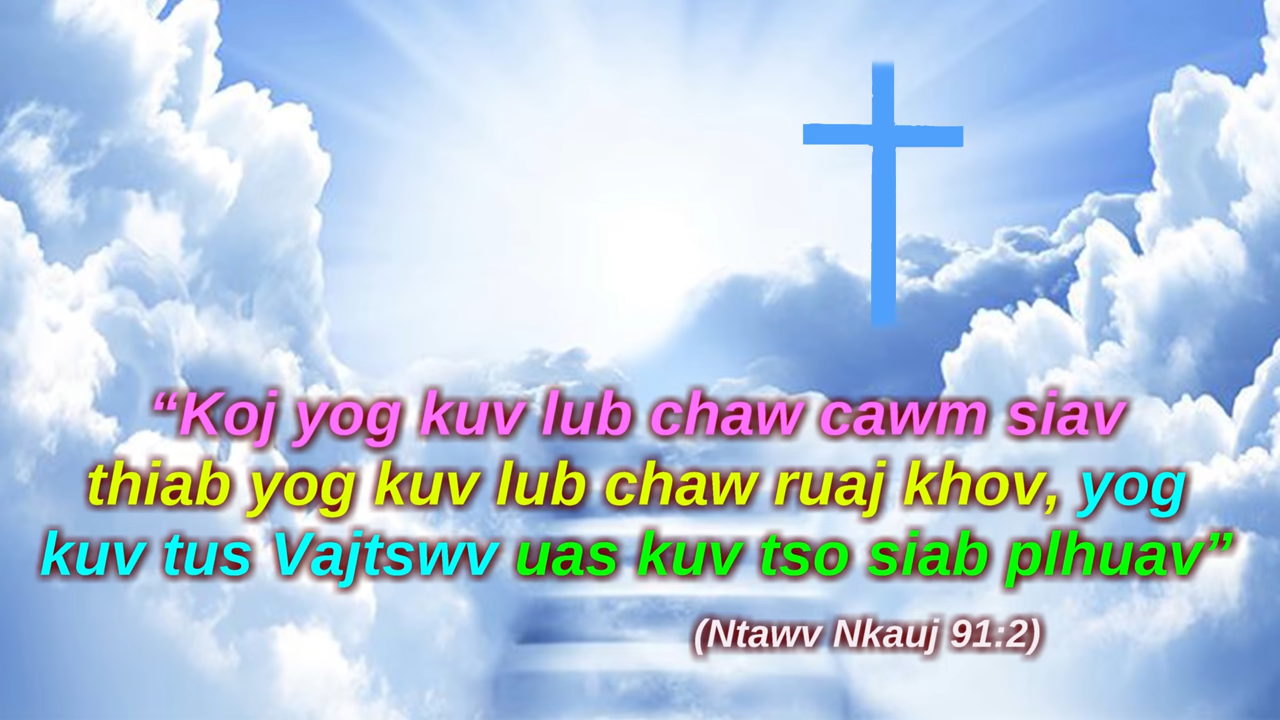 “Koj yog kuv lub chaw cawm siav
thiab yog kuv lub chaw ruaj khov, yog
kuv tus Vajtswv uas kuv tso siab plhuav”
(Ntawv Nkauj 91:2)